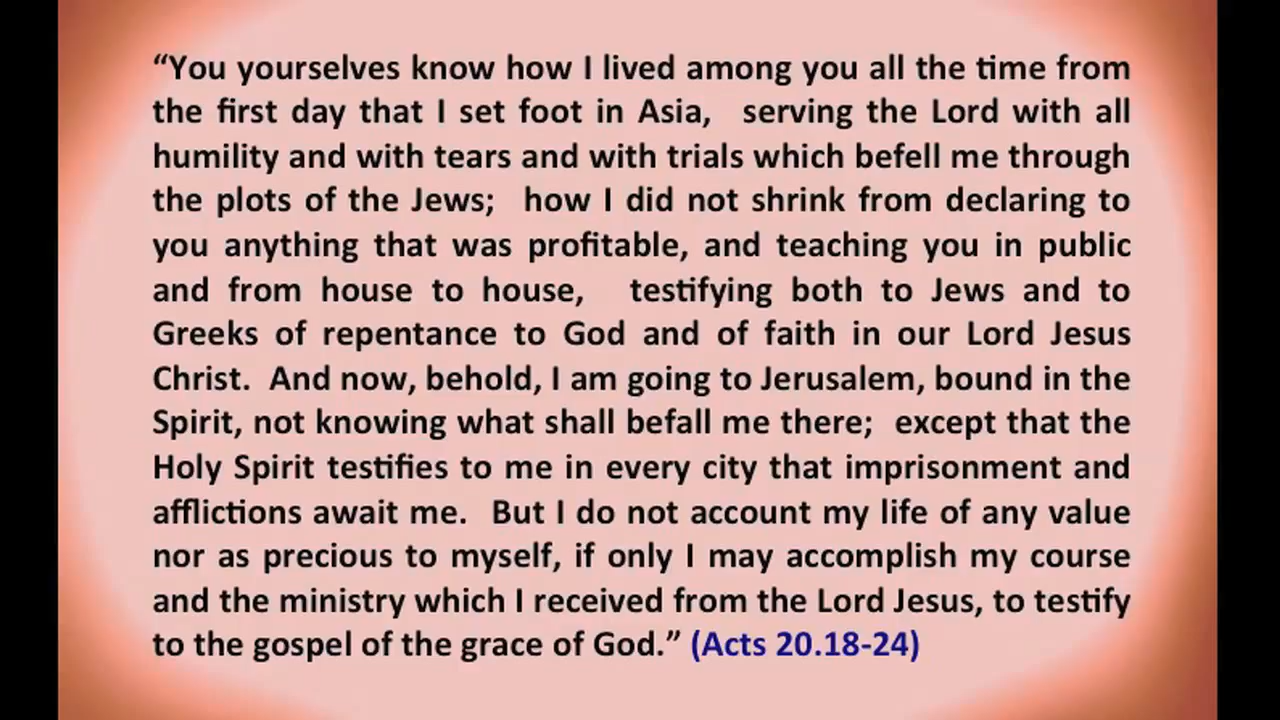 “You yourselves know how I lived among you all the time from
the first day that I set foot in Asia, serving the Lord with all
humility and with tears and with trials which befell me through
the plots of the Jews; how I did not shrink from declaring to
you anything that was profitable, and teaching you in public
and from house to house, testifying both to Jews and to
Greeks of repentance to God and of faith in our Lord Jesus
Christ. And now, behold, I am going to Jerusalem, bound in the
Spirit, not knowing what shall befall me there; except that the
Holy Spirit testifies to me in every city that imprisonment and
afflictions await me. But I do not account my life of any value
nor as precious to myself, if only I may accomplish my course
and the ministry which I received from the Lord Jesus, to testify
to the gospel of the grace of God.” (Acts 20.18-24)